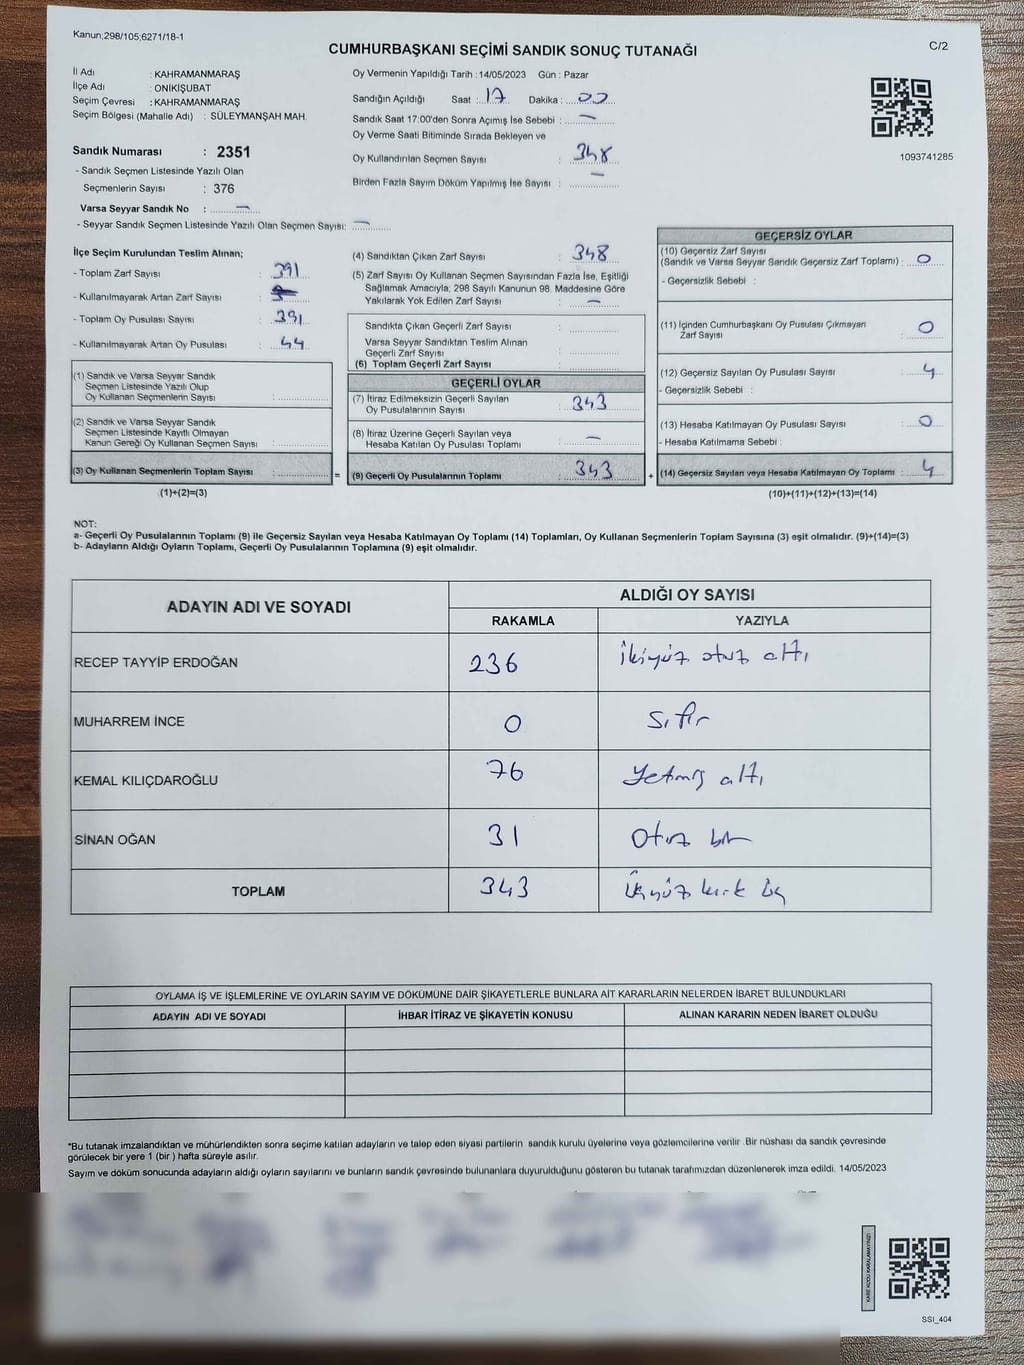 Kanun;298/105;6271/18-1
CUMHURBAŞKANI SEÇİMİ SANDIK SONUÇ TUTANAĞI
C/2
İl Adı : KAHRAMANMARAŞ
İlçe Adı : ONİKİŞUBAT
Seçim Çevresi : KAHRAMANMARAŞ
Seçim Bölgesi (Mahalle Adı) : SÜLEYMANŞAH MAH.
Sandık Numarası : 2351
- Sandık Seçmen Listesinde Yazılı Olan
Seçmenlerin Sayısı : 376
Varsa Seyyar Sandık No : —
- Seyyar Sandık Seçmen Listesinde Yazılı Olan Seçmen Sayısı: —
Oy Vermenin Yapıldığı Tarih : 14/05/2023 Gün : Pazar
Sandığın Açıldığı Saat : 17 Dakika : 00
Sandık Saat 17:00'den Sonra Açımış İse Sebebi : —
Oy Verme Saati Bitiminde Sırada Bekleyen ve
Oy Kullandırılan Seçmen Sayısı : 348
Birden Fazla Sayım Döküm Yapılmış İse Sayısı : —
1093741285
İlçe Seçim Kurulundan Teslim Alınan;
- Toplam Zarf Sayısı : 391
- Kullanılmayarak Artan Zarf Sayısı :
- Toplam Oy Pusulası Sayısı : 391
- Kullanılmayarak Artan Oy Pusulası : 44
(1) Sandık ve Varsa Seyyar Sandık
Seçmen Listesinde Yazılı Olup
Oy Kullanan Seçmenlerin Sayısı :
(2) Sandık ve Varsa Seyyar Sandık
Seçmen Listesinde Kayıtlı Olmayan
Kanun Gereği Oy Kullanan Seçmen Sayısı :
(3) Oy Kullanan Seçmenlerin Toplam Sayısı :
(1)+(2)=(3)
=
(4) Sandıktan Çıkan Zarf Sayısı : 348
(5) Zarf Sayısı Oy Kullanan Seçmen Sayısından Fazla İse, Eşitliği
Sağlamak Amacıyla; 298 Sayılı Kanunun 98. Maddesine Göre
Yakılarak Yok Edilen Zarf Sayısı : —
Sandıkta Çıkan Geçerli Zarf Sayısı :
Varsa Seyyar Sandıktan Teslim Alınan
Geçerli Zarf Sayısı :
(6) Toplam Geçerli Zarf Sayısı :
GEÇERLİ OYLAR
(7) İtiraz Edilmeksizin Geçerli Sayılan
Oy Pusulalarının Sayısı : 343
(8) İtiraz Üzerine Geçerli Sayılan veya
Hesaba Katılan Oy Pusulası Toplamı : —
(9) Geçerli Oy Pusulalarının Toplamı : 343
+
GEÇERSİZ OYLAR
(10) Geçersiz Zarf Sayısı
(Sandık ve Varsa Seyyar Sandık Geçersiz Zarf Toplamı) : 0
- Geçersizlik Sebebi :
(11) İçinden Cumhurbaşkanı Oy Pusulası Çıkmayan
Zarf Sayısı : 0
(12) Geçersiz Sayılan Oy Pusulası Sayısı : 4
- Geçersizlik Sebebi :
(13) Hesaba Katılmayan Oy Pusulası Sayısı : 0
- Hesaba Katılmama Sebebi :
(14) Geçersiz Sayılan veya Hesaba Katılmayan Oy Toplamı : 4
(10)+(11)+(12)+(13)=(14)
NOT:
a- Geçerli Oy Pusulalarının Toplamı (9) ile Geçersiz Sayılan veya Hesaba Katılmayan Oy Toplamı (14) Toplamları, Oy Kullanan Seçmenlerin Toplam Sayısına (3) eşit olmalıdır. (9)+(14)=(3)
b- Adayların Aldığı Oyların Toplamı, Geçerli Oy Pusulalarının Toplamına (9) eşit olmalıdır.
ADAYIN ADI VE SOYADI
ALDIĞI OY SAYISI
RAKAMLA YAZIYLA
RECEP TAYYİP ERDOĞAN 236 ikiyüz otuz altı
MUHARREM İNCE 0 sıfır
KEMAL KILIÇDAROĞLU 76 Yetmiş altı
SİNAN OĞAN 31 Otuz bir
TOPLAM 343 üçyüz kırk üç
OYLAMA İŞ VE İŞLEMLERİNE VE OYLARIN SAYIM VE DÖKÜMÜNE DAİR ŞİKAYETLERLE BUNLARA AİT KARARLARIN NELERDEN İBARET BULUNDUKLARI
ADAYIN ADI VE SOYADI İHBAR İTİRAZ VE ŞİKAYETİN KONUSU ALINAN KARARIN NEDEN İBARET OLDUĞU
*Bu tutanak imzalandıktan ve mühürlendikten sonra seçime katılan adayların ve talep eden siyasi partilerin sandık kurulu üyelerine veya gözlemcilerine verilir .Bir nüshası da sandık çevresinde
görülecek bir yere 1 (bir ) hafta süreyle asılır.
Sayım ve döküm sonucunda adayların aldığı oyların sayılarını ve bunların sandık çevresinde bulunanlara duyurulduğunu gösteren bu tutanak tarafımızdan düzenlenerek imza edildi. 14/05/2023
KARE KODU KARALAMAYINIZ!
SSI_404